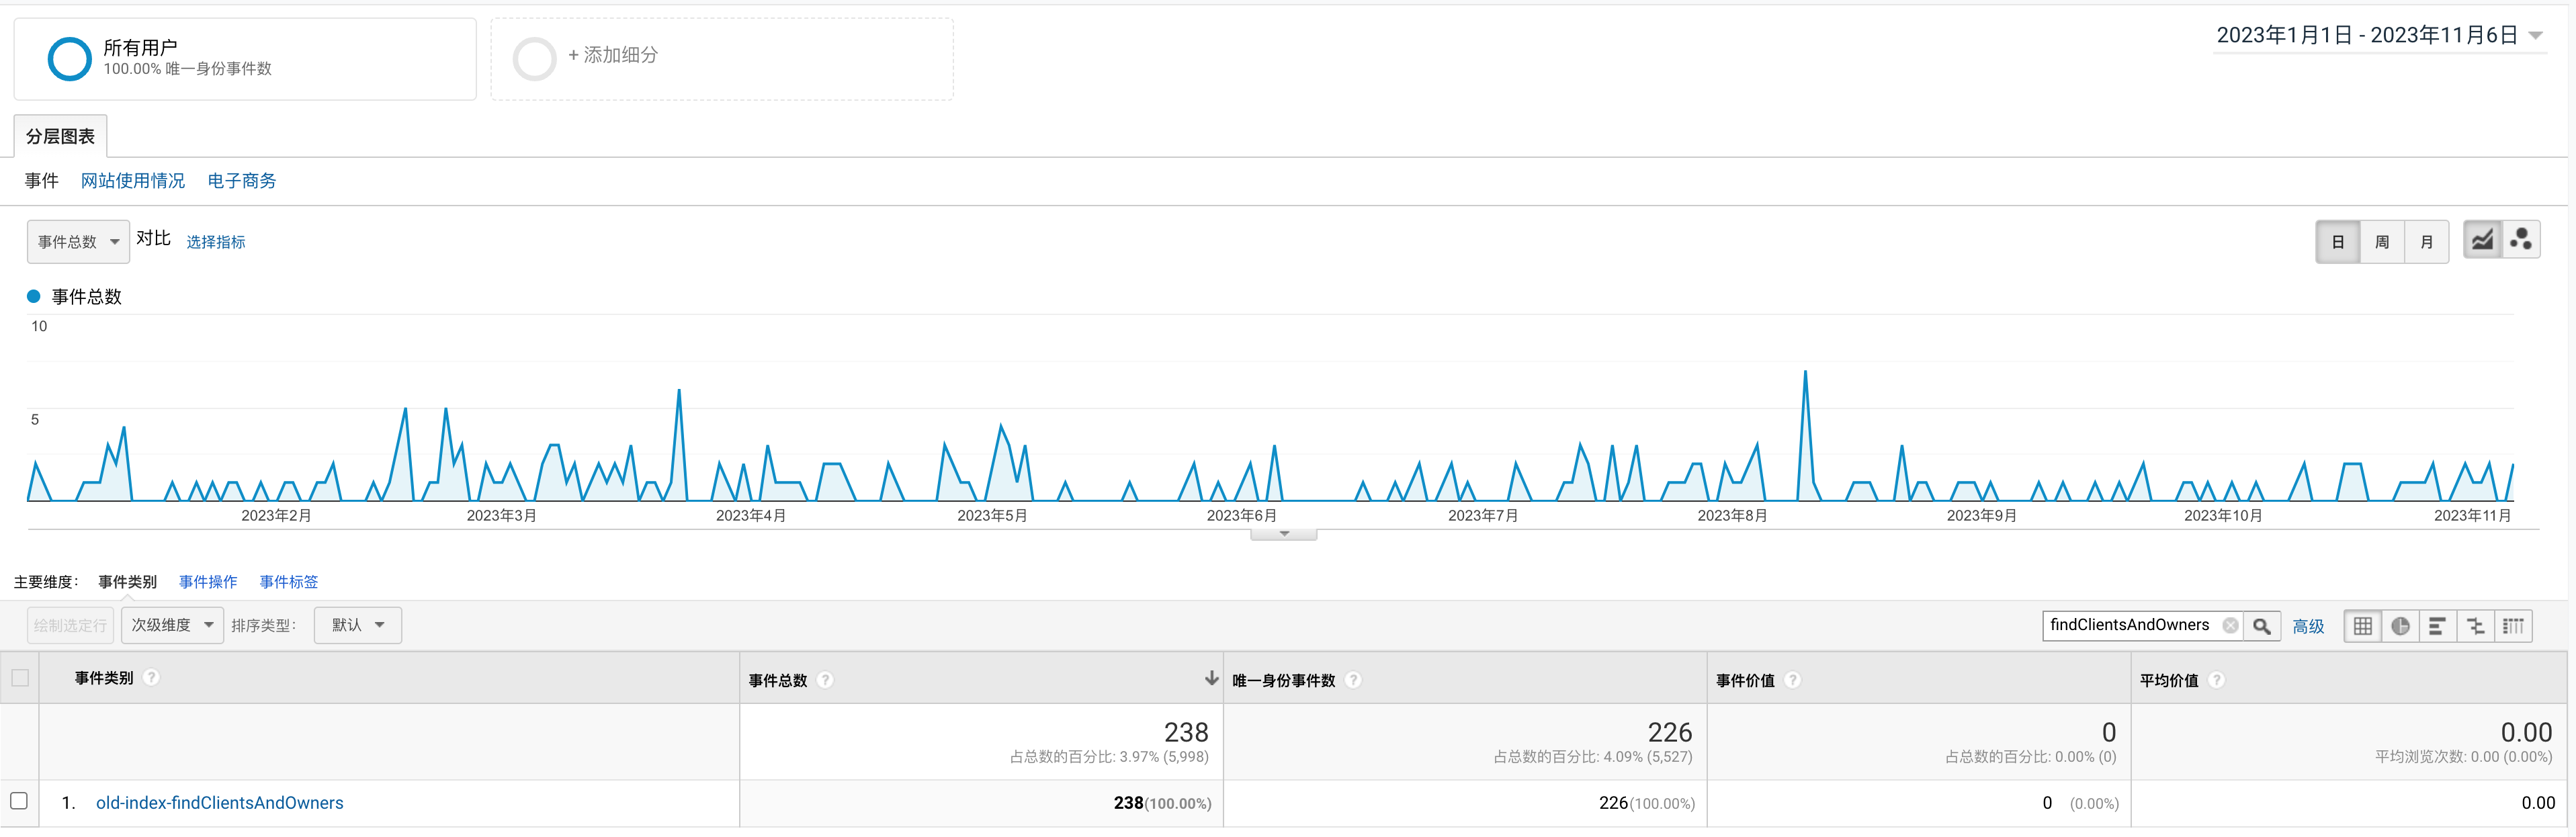 所有用户
100.00% 唯一身份事件数
+ 添加细分
2023年1月1日 - 2023年11月6日
分层图表
事件 网站使用情况 电子商务
事件总数 对比 选择指标
日 周 月
事件总数
10
5
2023年2月 2023年3月 2023年4月 2023年5月 2023年6月 2023年7月 2023年8月 2023年9月 2023年10月 2023年11月
主要维度: 事件类别 事件操作 事件标签
绘制选定行 次级维度 排序类型: 默认 findClientsAndOwners 高级
事件类别 ? 事件总数 ? 唯一身份事件数 ? 事件价值 ? 平均价值 ?
238 226 0 0.00
占总数的百分比: 3.97% (5,998) 占总数的百分比: 4.09% (5,527) 占总数的百分比: 0.00% (0) 平均浏览次数: 0.00 (0.00%)
1. old-index-findClientsAndOwners 238(100.00%) 226(100.00%) 0 (0.00%) 0.00